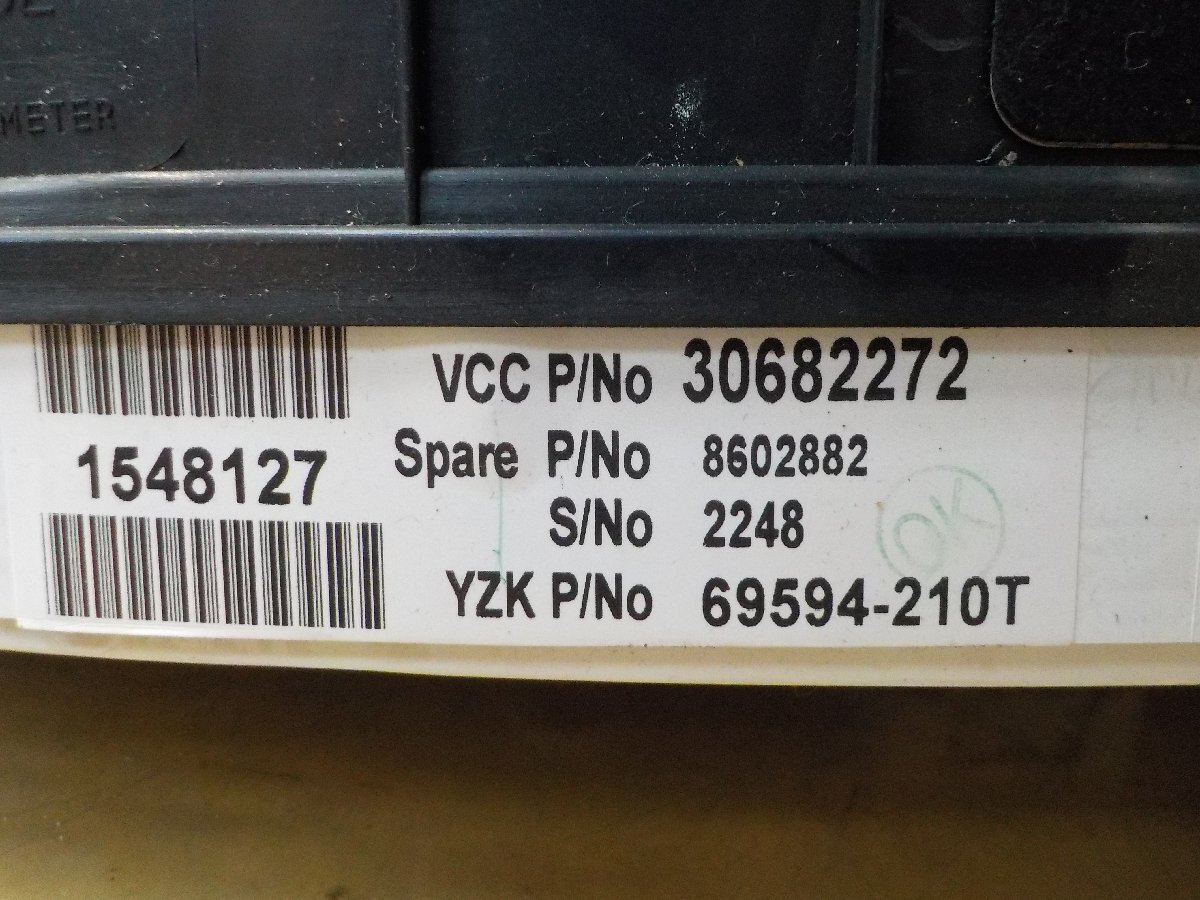 METER
C
1548127
VCC P/No 30682272
Spare P/No 8602882
S/No 2248
YZK P/No 69594-210T
OK